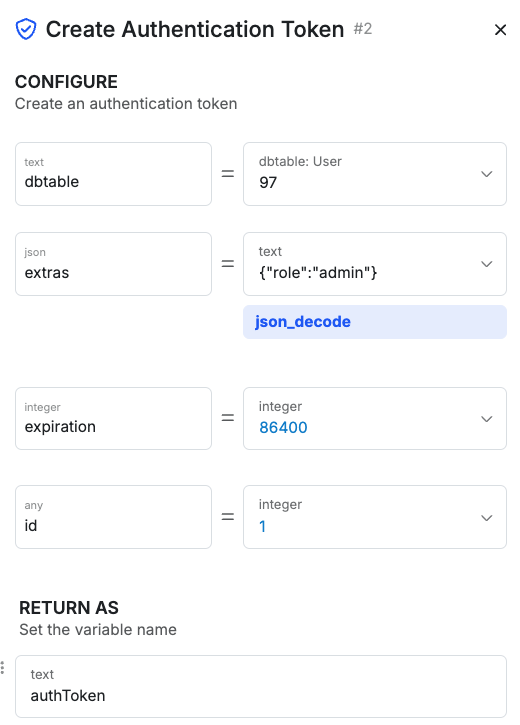 Create Authentication Token #2
CONFIGURE
Create an authentication token
text
dbtable
=
dbtable: User
97
json
extras
=
text
{"role":"admin"}
json_decode
integer
expiration
=
integer
86400
any
id
=
integer
1
RETURN AS
Set the variable name
text
authToken